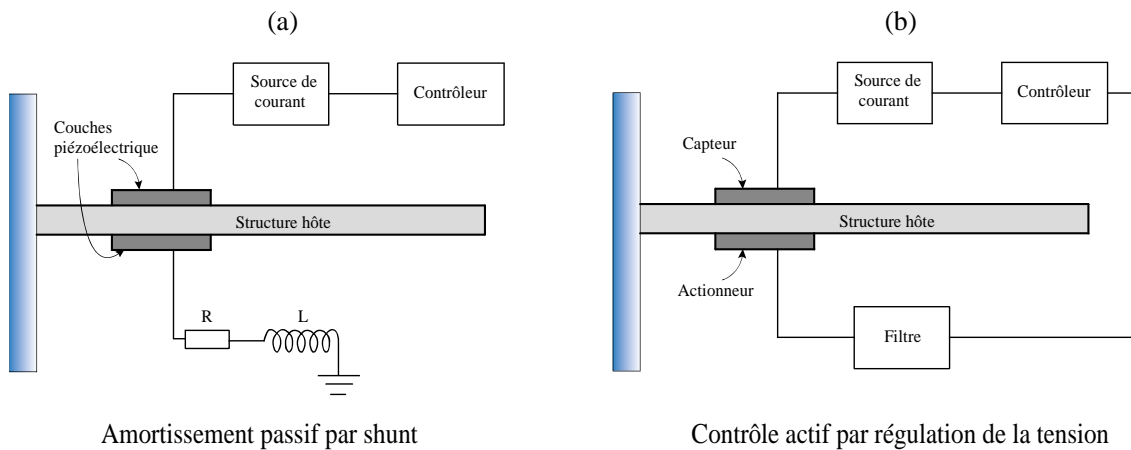 (a)
Source de
courant
Contrôleur
Couches
piézoélectrique
Structure hôte
R
L
Amortissement passif par shunt
(b)
Source de
courant
Contrôleur
Capteur
Structure hôte
Actionneur
Filtre
Contrôle actif par régulation de la tension